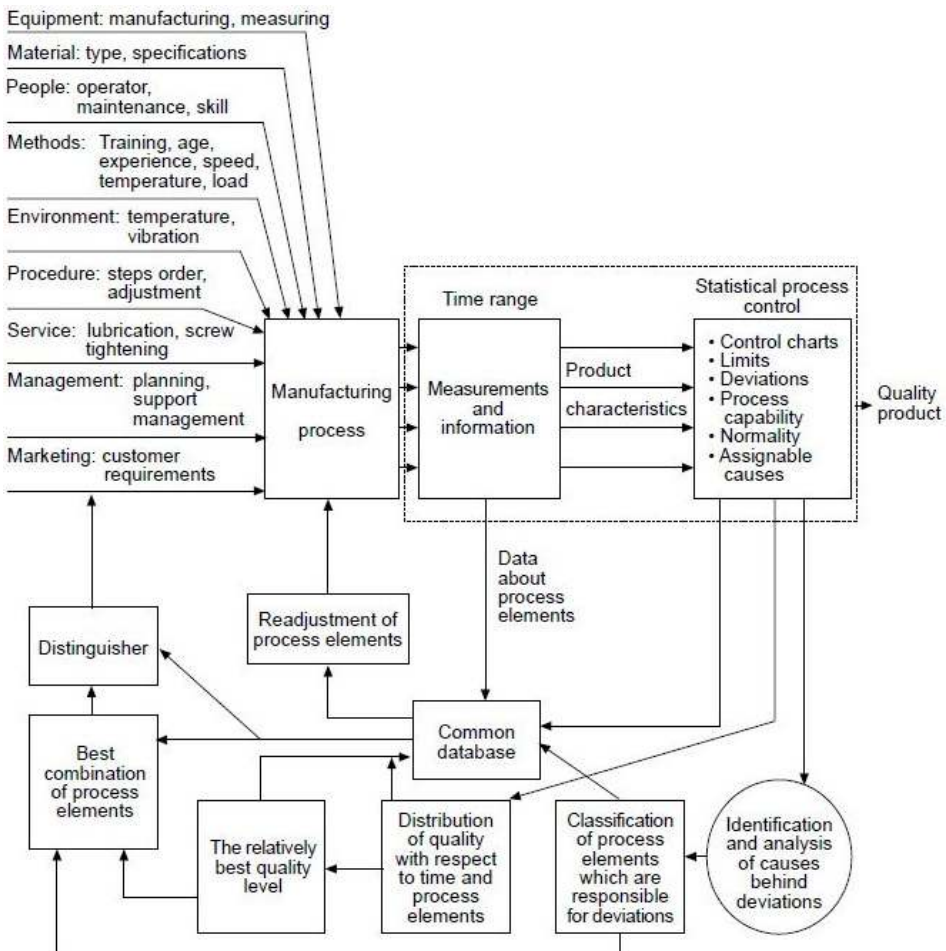 Equipment: manufacturing, measuring
Material: type, specifications
People: operator,
maintenance, skill
Methods: Training, age,
experience, speed,
temperature, load
Environment: temperature,
vibration
Procedure: steps order,
adjustment
Service: lubrication, screw
tightening
Management: planning,
support
management
Marketing: customer
requirements
Manufacturing
process
Time range
Measurements
and
information
Product
characteristics
Statistical process
control
• Control charts
• Limits
• Deviations
• Process
capability
• Normality
• Assignable
causes
Quality
product
Data
about
process
elements
Readjustment of
process elements
Distinguisher
Common
database
Best
combination
of process
elements
The relatively
best quality
level
Distribution
of quality
with respect
to time and
process
elements
Classification
of process
elements
which are
responsible
for deviations
Identification
and analysis
of causes
behind
deviations